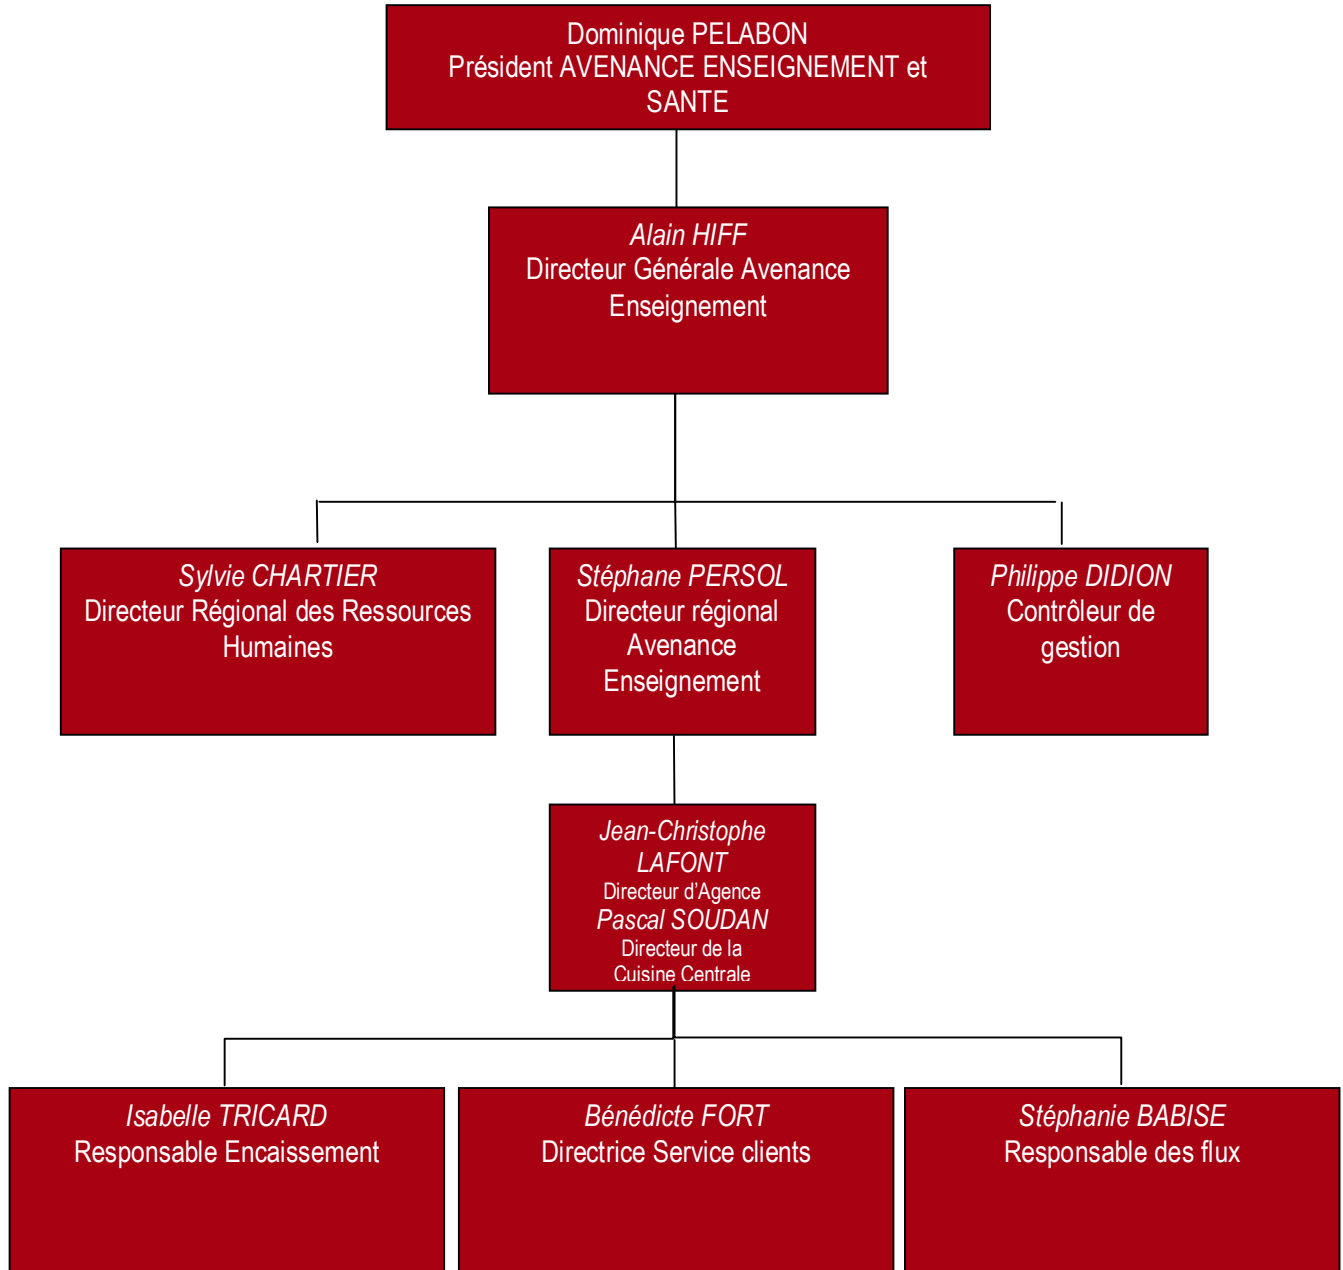 Dominique PELABON
Président AVENANCE ENSEIGNEMENT et
SANTE
Alain HIFF
Directeur Générale Avenance
Enseignement
Sylvie CHARTIER
Directeur Régional des Ressources
Humaines
Stéphane PERSOL
Directeur régional
Avenance
Enseignement
Philippe DIDION
Contrôleur de
gestion
Jean-Christophe
LAFONT
Directeur d'Agence
Pascal SOUDAN
Directeur de la
Cuisine Centrale
Isabelle TRICARD
Responsable Encaissement
Bénédicte FORT
Directrice Service clients
Stéphanie BABISE
Responsable des flux